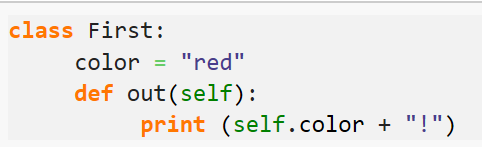 class First:
     color = "red"
     def out(self):
          print (self.color + "!")